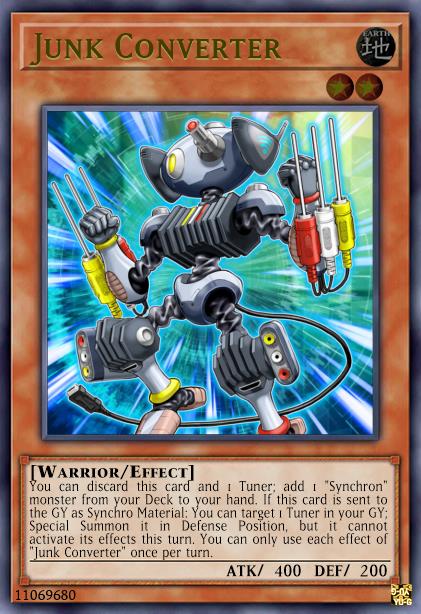 JUNK CONVERTER
EARTH
地
[WARRIOR/EFFECT]
You can discard this card and 1 Tuner; add 1 "Synchron"
monster from your Deck to your hand. If this card is sent to
the GY as Synchro Material: You can target 1 Tuner in your GY;
Special Summon it in Defense Position, but it cannot
activate its effects this turn. You can only use each effect of
"Junk Converter" once per turn.
ATK/ 400 DEF/ 200
11069680